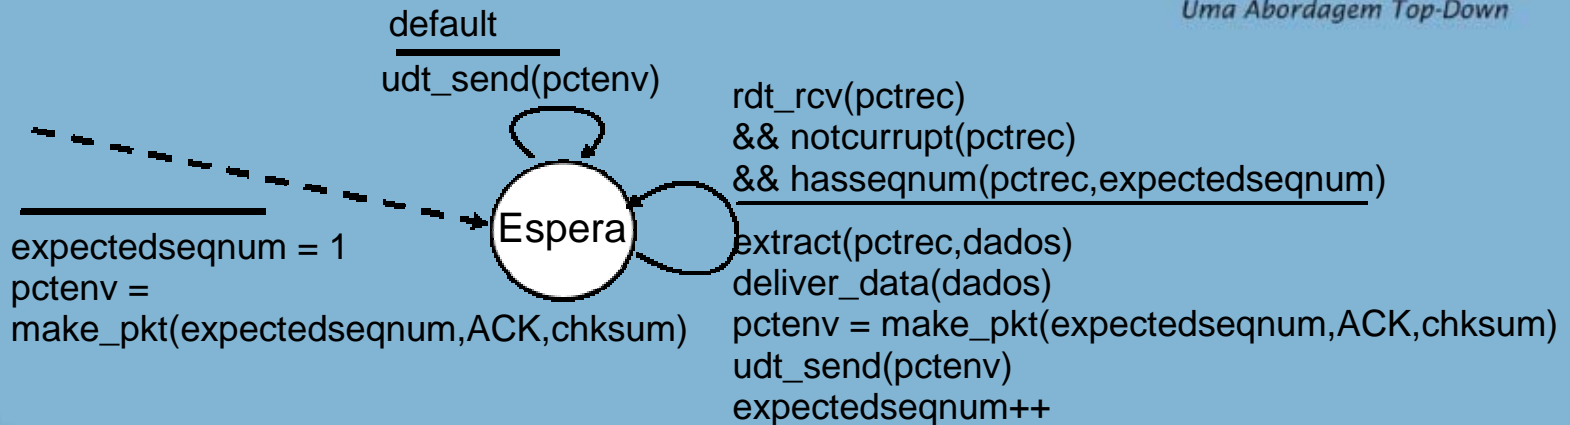 Uma Abordagem Top-Down
default
udt_send(pctenv)
rdt_rcv(pctrec)
&& notcurrupt(pctrec)
&& hasseqnum(pctrec,expectedseqnum)
Espera
expectedseqnum = 1
pctenv =
make_pkt(expectedseqnum,ACK,chksum)
extract(pctrec,dados)
deliver_data(dados)
pctenv = make_pkt(expectedseqnum,ACK,chksum)
udt_send(pctenv)
expectedseqnum++